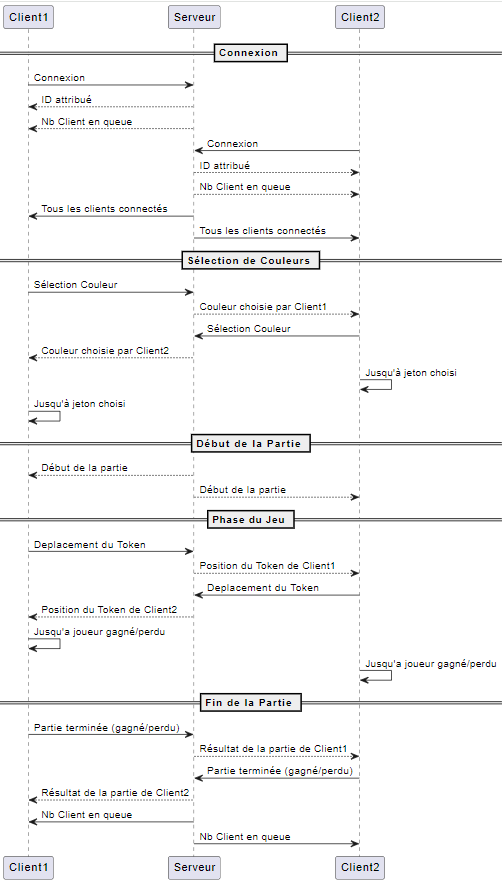 Client1 Serveur Client2
Connexion
Connexion
ID attribué
Nb Client en queue
Connexion
ID attribué
Nb Client en queue
Tous les clients connectés
Tous les clients connectés
Sélection de Couleurs
Sélection Couleur
Couleur choisie par Client1
Sélection Couleur
Couleur choisie par Client2
Jusqu'à jeton choisi
Jusqu'à jeton choisi
Début de la Partie
Début de la partie
Début de la partie
Phase du Jeu
Deplacement du Token
Position du Token de Client1
Deplacement du Token
Position du Token de Client2
Jusqu'a joueur gagné/perdu
Jusqu'a joueur gagné/perdu
Fin de la Partie
Partie terminée (gagné/perdu)
Résultat de la partie de Client1
Partie terminée (gagné/perdu)
Résultat de la partie de Client2
Nb Client en queue
Nb Client en queue
Client1 Serveur Client2